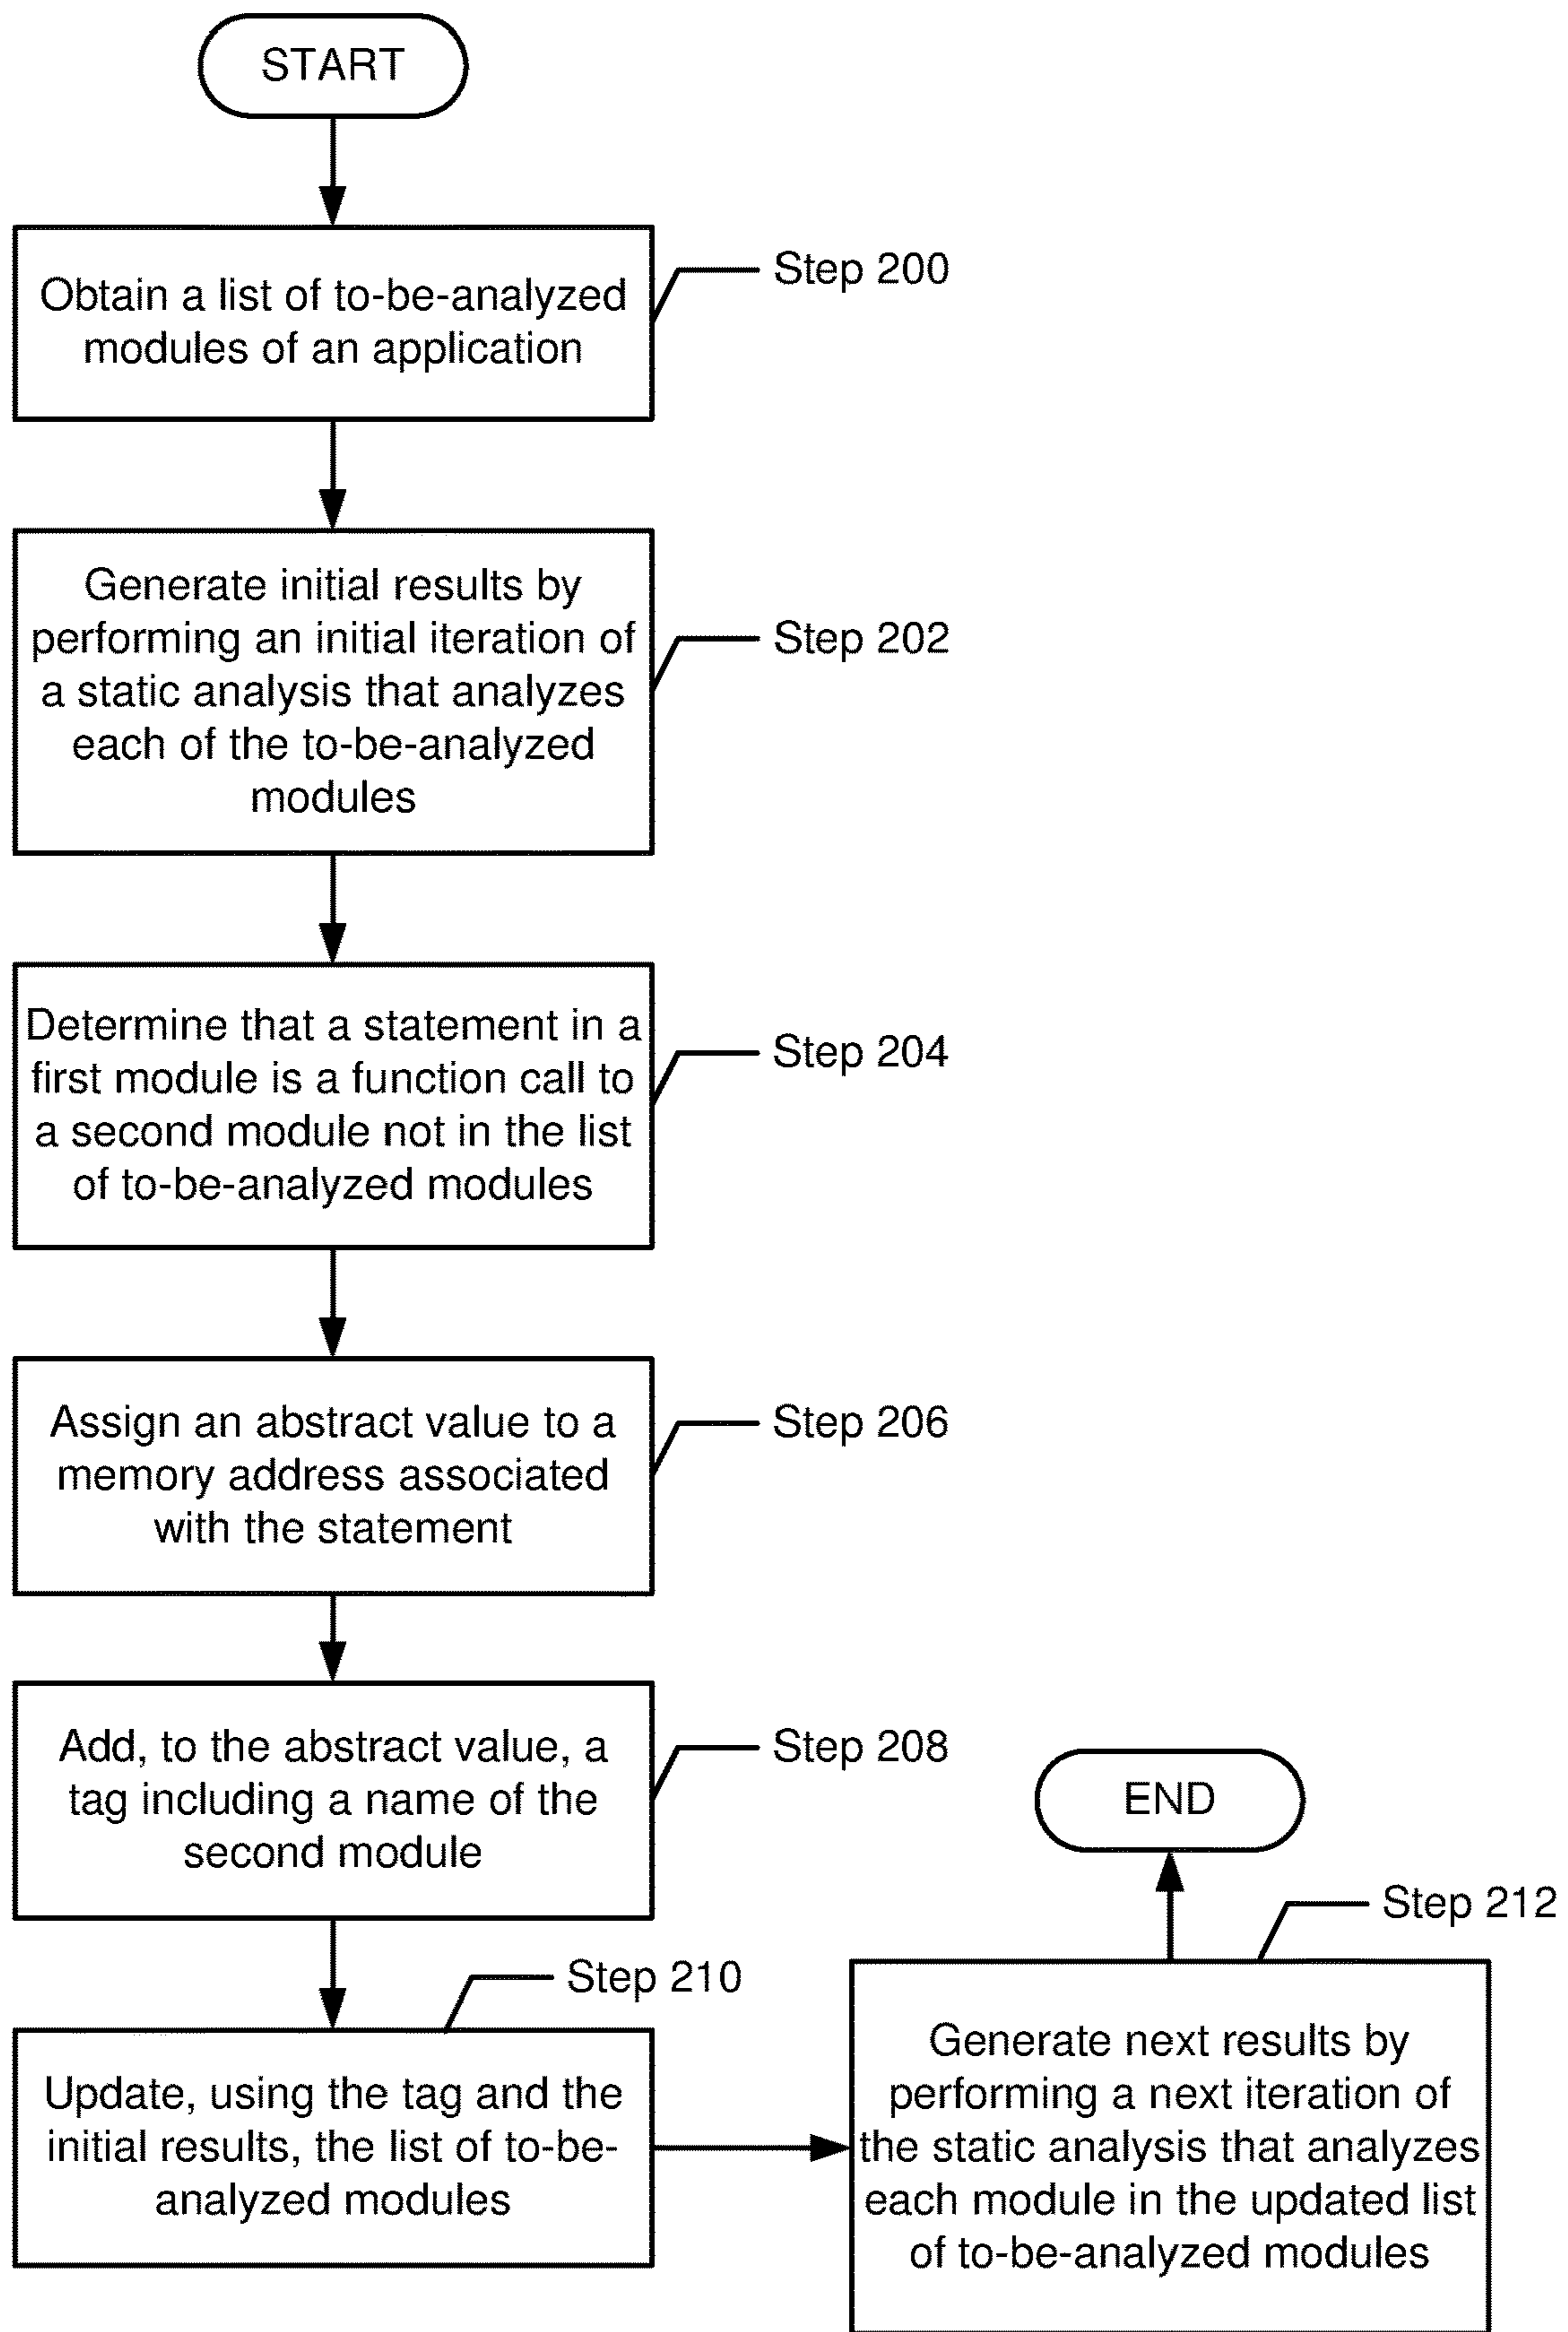 START
Obtain a list of to-be-analyzed
modules of an application
Step 200
Generate initial results by
performing an initial iteration of
a static analysis that analyzes
each of the to-be-analyzed
modules
Step 202
Determine that a statement in a
first module is a function call to
a second module not in the list
of to-be-analyzed modules
Step 204
Assign an abstract value to a
memory address associated
with the statement
Step 206
Add, to the abstract value, a
tag including a name of the
second module
Step 208
Update, using the tag and the
initial results, the list of to-be-
analyzed modules
Step 210
Generate next results by
performing a next iteration of
the static analysis that analyzes
each module in the updated list
of to-be-analyzed modules
Step 212
END